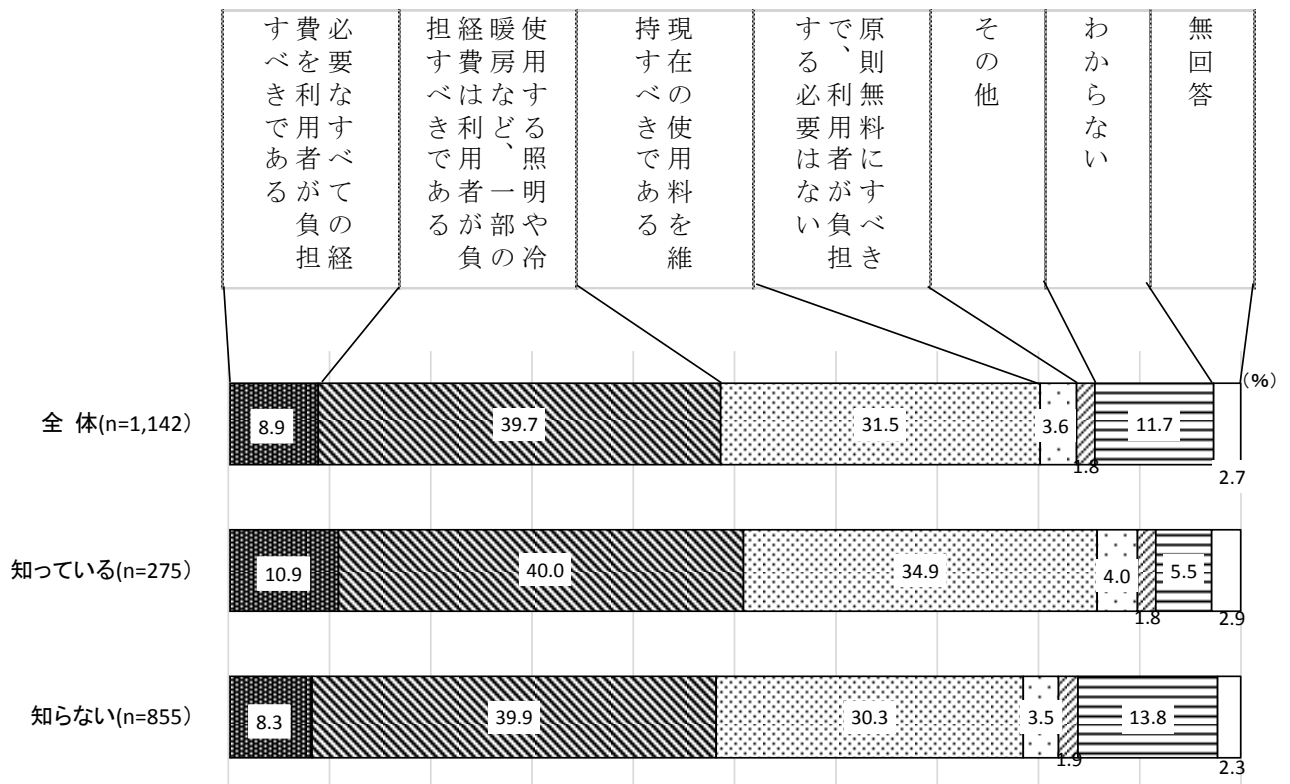 必要なすべての経
費を利用者が負担
すべきである
使用する照明や冷
暖房など、一部の
経費は利用者が負
担すべきである
現在の使用料を維
持すべきである
原則無料にすべき
で、利用者が負担
する必要はない
その他
わからない
無回答
(%)
全 体(n=1,142)
8.9
39.7
31.5
3.6
1.8
11.7
2.7
知っている(n=275)
10.9
40.0
34.9
4.0
1.8
5.5
2.9
知らない(n=855)
8.3
39.9
30.3
3.5
1.9
13.8
2.3